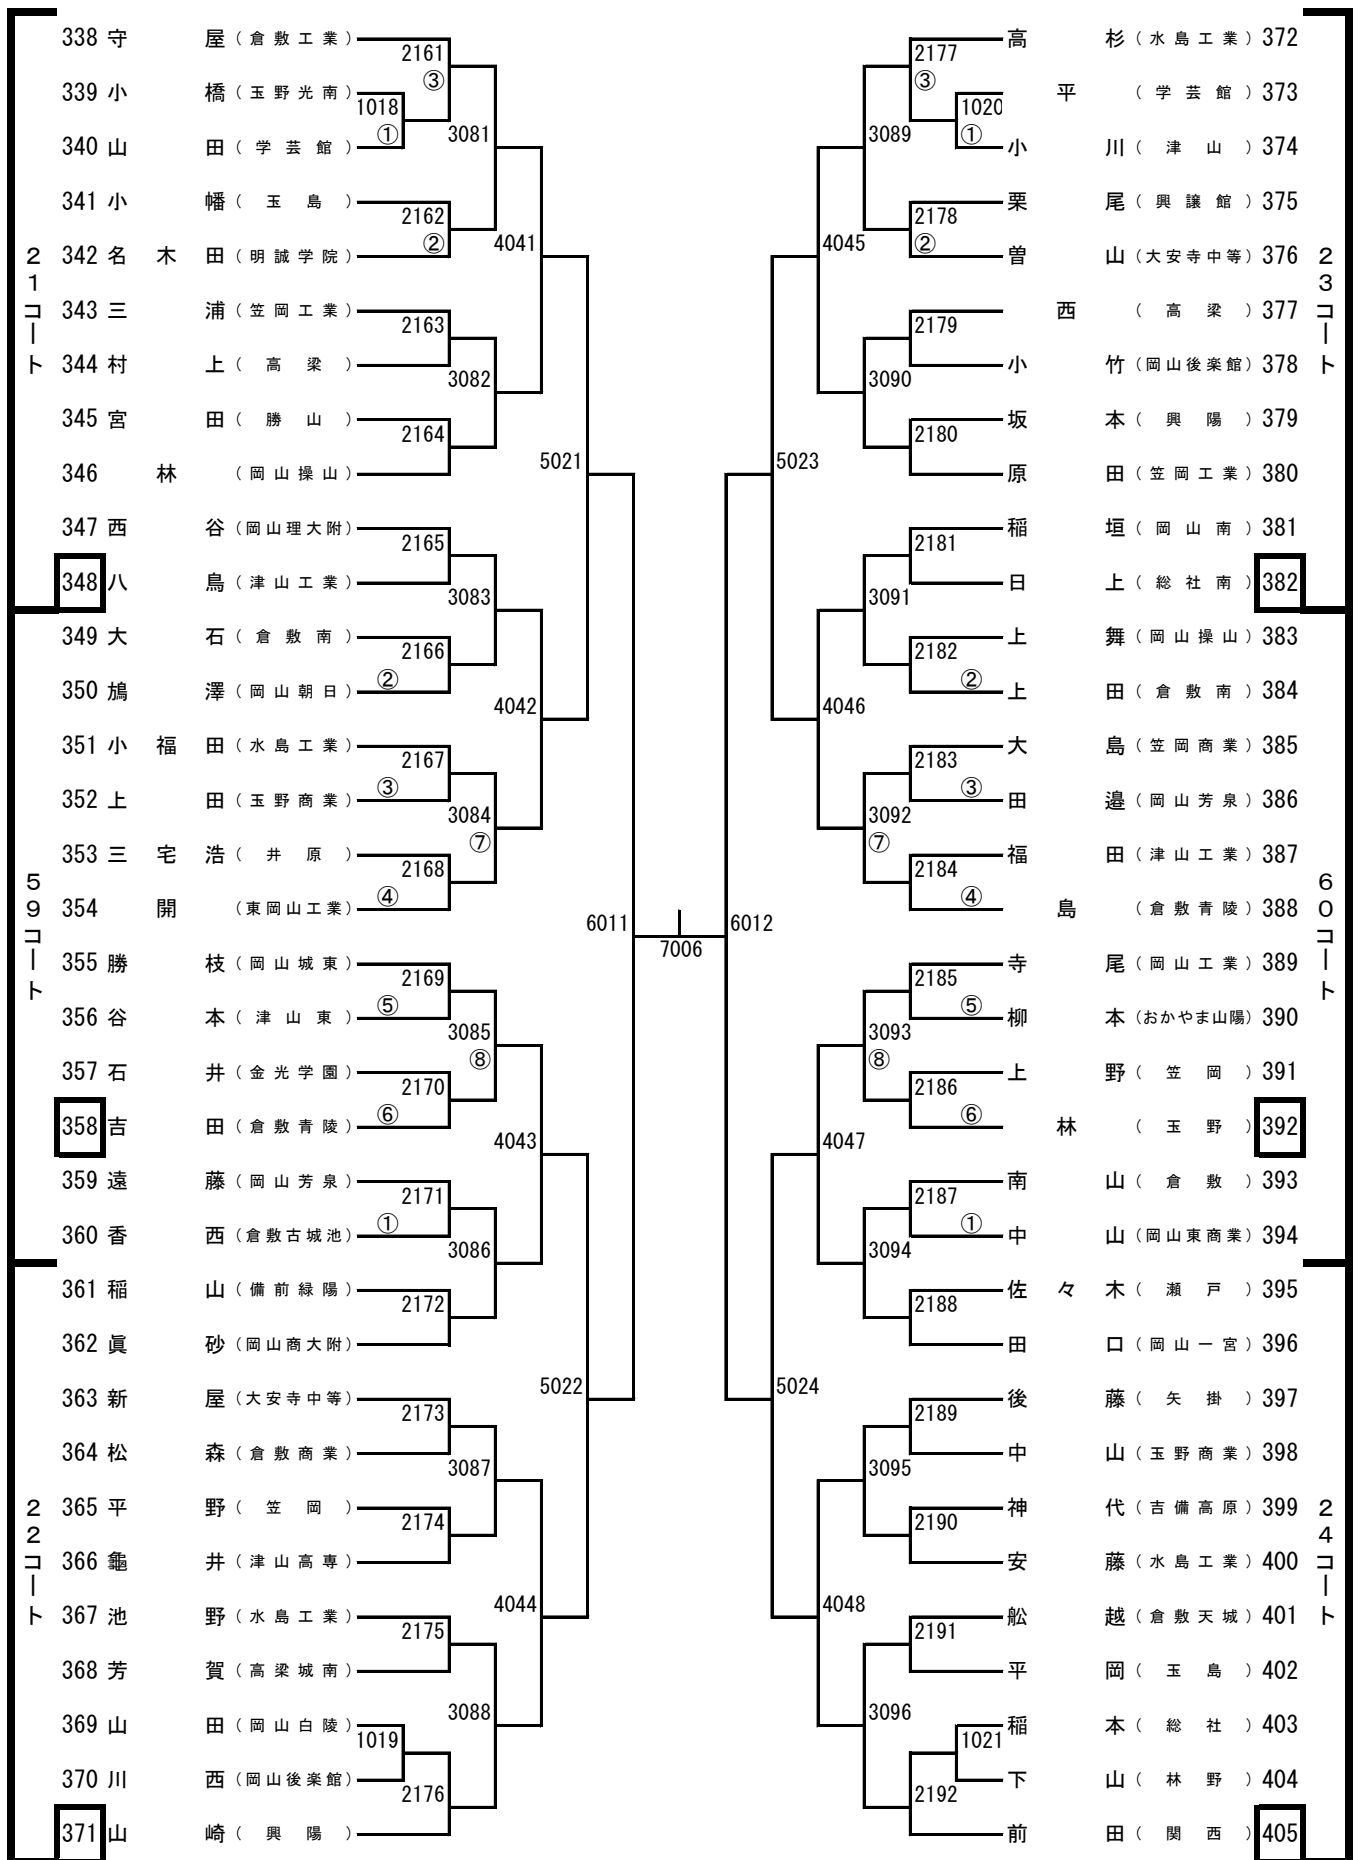 338 守屋(倉敷工業)
2161
③
339 小橋(玉野光南)
1018
①
3081
340 山田(学芸館)
341 小幡(玉島)
2162
②
4041
342 名木田(明誠学院)
343 三浦(笠岡工業)
2163
344 村上(高梁)
3082
345 宮田(勝山)
2164
5021
346 林(岡山操山)
347 西谷(岡山理大附)
2165
348 八鳥(津山工業)
3083
349 大石(倉敷南)
2166
②
350 鳩澤(岡山朝日)
4042
351 小福田(水島工業)
2167
③
352 上田(玉野商業)
3084
⑦
353 三宅浩(井原)
2168
④
354 開(東岡山工業)
6011
355 勝枝(岡山城東)
2169
⑤
356 谷本(津山東)
3085
⑧
357 石井(金光学園)
2170
⑥
358 吉田(倉敷青陵)
4043
359 遠藤(岡山芳泉)
2171
①
360 香西(倉敷古城池)
3086
361 稲山(備前緑陽)
2172
362 眞砂(岡山商大附)
5022
363 新屋(大安寺中等)
2173
364 松森(倉敷商業)
3087
365 平野(笠岡)
2174
366 龜井(津山高専)
4044
367 池野(水島工業)
2175
368 芳賀(高梁城南)
3088
369 山田(岡山白陵)
1019
370 川西(岡山後楽館)
2176
371 山崎(興陽)
21コート
59コート
22コート
7006
高杉(水島工業) 372
2177
③
平(学芸館) 373
1020
①
3089
小川(津山) 374
栗尾(興譲館) 375
2178
②
4045
曽山(大安寺中等) 376
西(高梁) 377
2179
小竹(岡山後楽館) 378
3090
坂本(興陽) 379
2180
5023
原田(笠岡工業) 380
稲垣(岡山南) 381
2181
日上(総社南) 382
3091
上舞(岡山操山) 383
2182
②
上田(倉敷南) 384
4046
大島(笠岡商業) 385
2183
③
田邉(岡山芳泉) 386
3092
⑦
福田(津山工業) 387
2184
④
島(倉敷青陵) 388
6012
寺尾(岡山工業) 389
2185
⑤
柳本(おかやま山陽) 390
3093
⑧
上野(笠岡) 391
2186
⑥
林(玉野) 392
4047
南山(倉敷) 393
2187
①
中山(岡山東商業) 394
3094
佐々木(瀬戸) 395
2188
田口(岡山一宮) 396
5024
後藤(矢掛) 397
2189
中山(玉野商業) 398
3095
神代(吉備高原) 399
2190
安藤(水島工業) 400
4048
舩越(倉敷天城) 401
2191
平岡(玉島) 402
3096
稲本(総社) 403
1021
下山(林野) 404
2192
前田(関西) 405
23コート
60コート
24コート